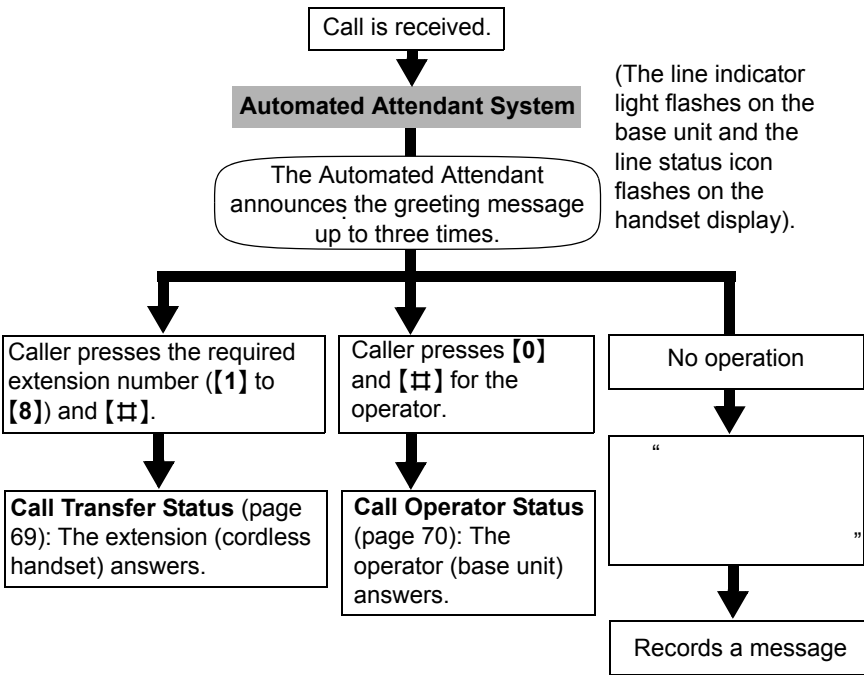 Call is received.
Automated Attendant System
(The line indicator
light flashes on the
base unit and the
line status icon
flashes on the
handset display).
The Automated Attendant
announces the greeting message
up to three times.
Caller presses the required
extension number (【1】 to
【8】) and 【♯】.
Caller presses 【0】
and 【♯】 for the
operator.
No operation
Call Transfer Status (page
69): The extension (cordless
handset) answers.
Call Operator Status
(page 70): The
operator (base unit)
answers.
“
”
Records a message